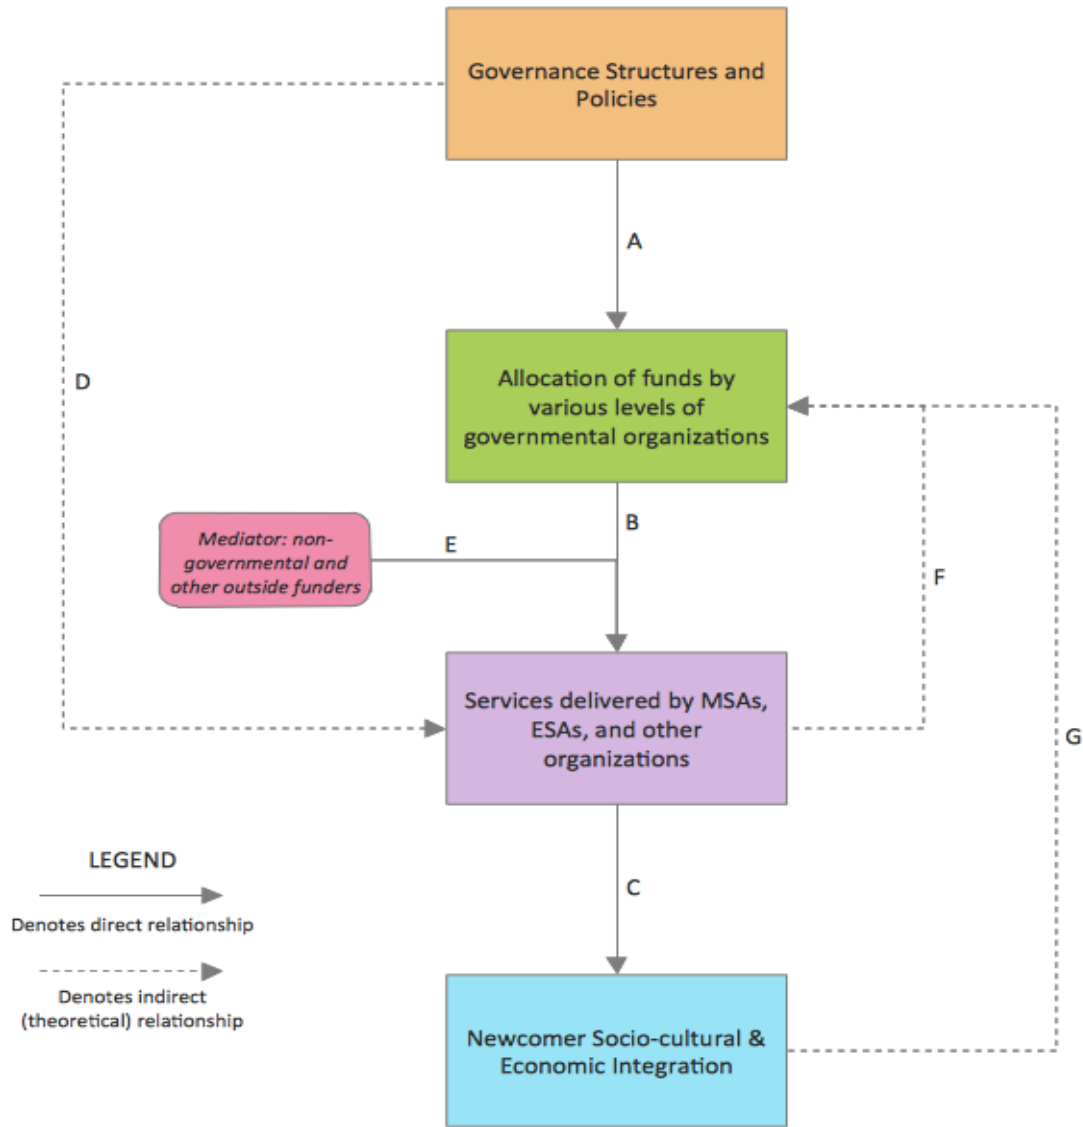 Governance Structures and
Policies
A
D
Allocation of funds by
various levels of
governmental organizations
B
Mediator: non-
governmental and
other outside funders
E
F
Services delivered by MSAs,
ESAs, and other
organizations
G
LEGEND
Denotes direct relationship
Denotes indirect
(theoretical) relationship
C
Newcomer Socio-cultural &
Economic Integration